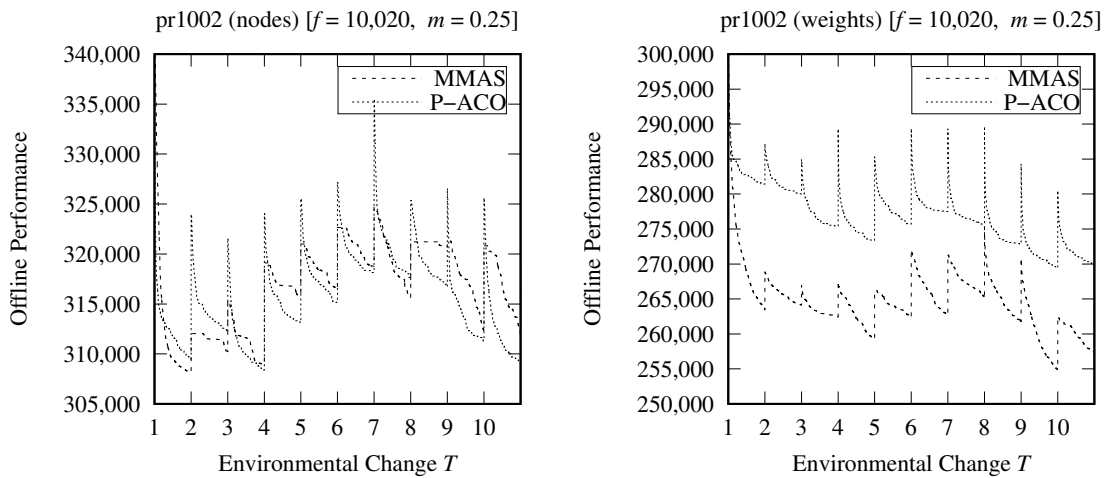 pr1002 (nodes) [f = 10,020, m = 0.25]
340,000
335,000
330,000
325,000
320,000
315,000
310,000
305,000
Offline Performance
MMAS
P−ACO
1 2 3 4 5 6 7 8 9 10
Environmental Change T
pr1002 (weights) [f = 10,020, m = 0.25]
300,000
295,000
290,000
285,000
280,000
275,000
270,000
265,000
260,000
255,000
250,000
Offline Performance
MMAS
P−ACO
1 2 3 4 5 6 7 8 9 10
Environmental Change T